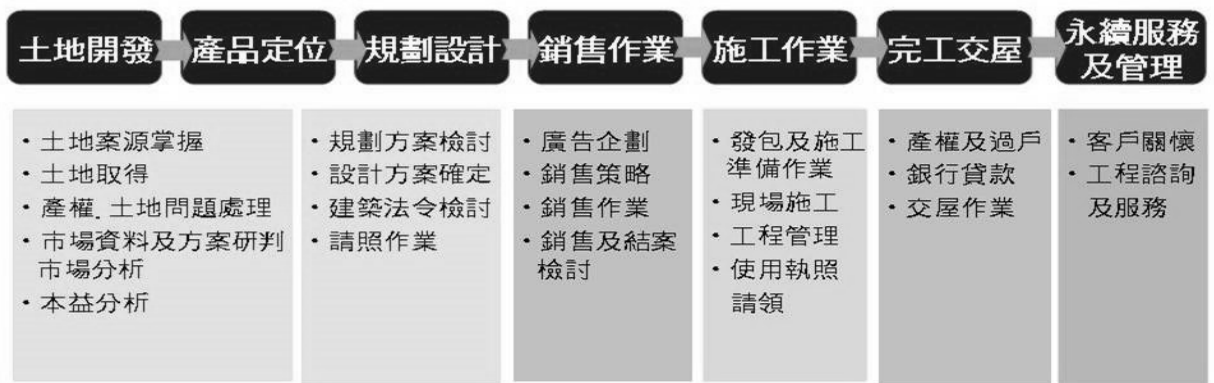 土地開發
產品定位
規劃設計
銷售作業
施工作業
完工交屋
永續服務
及管理
・土地案源掌握
・土地取得
・產權.土地問題處理
・市場資料及方案研判
市場分析
・本益分析
・規劃方案檢討
・設計方案確定
・建築法令檢討
・請照作業
・廣告企劃
・銷售策略
・銷售作業
・銷售及結案
檢討
・發包及施工
準備作業
・現場施工
・工程管理
・使用執照
請領
・產權及過戶
・銀行貸款
・交屋作業
・客戶關懷
・工程諮詢
及服務